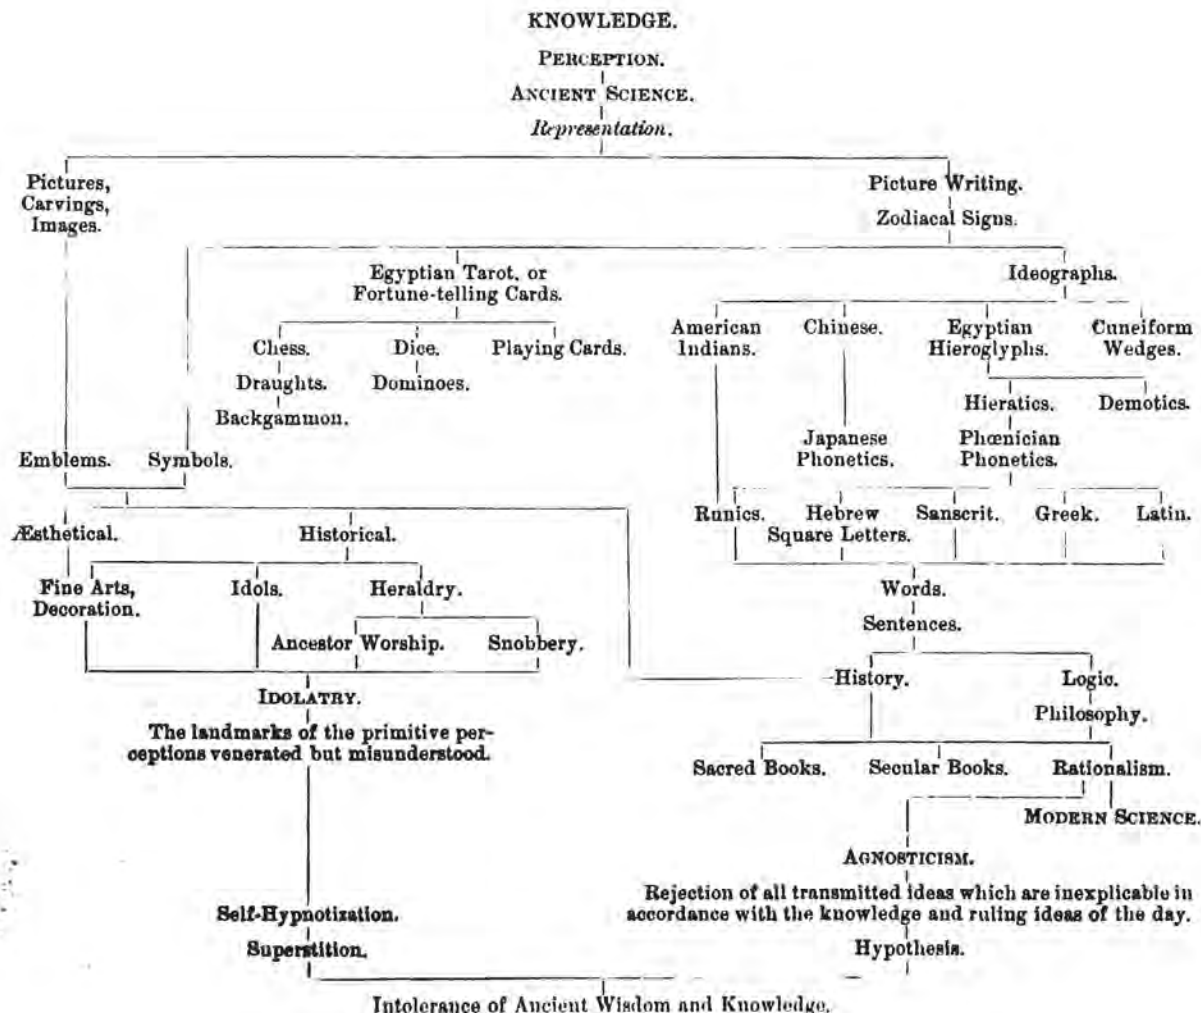 KNOWLEDGE.
PERCEPTION.
ANCIENT SCIENCE.
Representation.
Pictures,
Carvings,
Images.
Picture Writing.
Zodiacal Signs.
Egyptian Tarot, or
Fortune-telling Cards.
Ideographs.
Chess.
Dice.
Playing Cards.
Draughts.
Dominoes.
Backgammon.
American
Indians.
Chinese.
Egyptian
Hieroglyphs.
Cuneiform
Wedges.
Hieratics.
Demotics.
Japanese
Phonetics.
Phœnician
Phonetics.
Emblems.
Symbols.
Runics.
Hebrew
Square Letters.
Sanscrit.
Greek.
Latin.
Æsthetical.
Historical.
Fine Arts,
Decoration.
Idols.
Heraldry.
Ancestor Worship.
Snobbery.
Words.
Sentences.
History.
Logic.
Philosophy.
IDOLATRY.
The landmarks of the primitive per-
ceptions venerated but misunderstood.
Sacred Books.
Secular Books.
Rationalism.
MODERN SCIENCE.
AGNOSTICISM.
Rejection of all transmitted ideas which are inexplicable in
accordance with the knowledge and ruling ideas of the day.
Self-Hypnotization.
Superstition.
Hypothesis.
Intolerance of Ancient Wisdom and Knowledge.